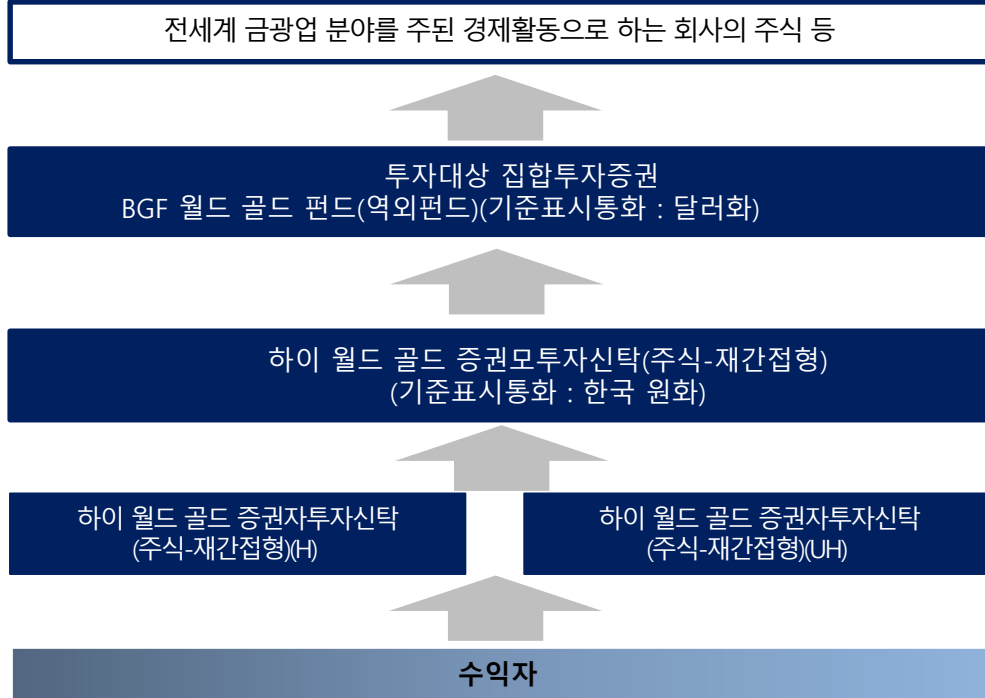 전세계 금광업 분야를 주된 경제활동으로 하는 회사의 주식 등
투자대상 집합투자증권
BGF 월드 골드 펀드(역외펀드)(기준표시통화 : 달러화)
하이 월드 골드 증권모투자신탁(주식-재간접형)
(기준표시통화 : 한국 원화)
하이 월드 골드 증권자투자신탁
(주식-재간접형)(H)
하이 월드 골드 증권자투자신탁
(주식-재간접형)(UH)
수익자